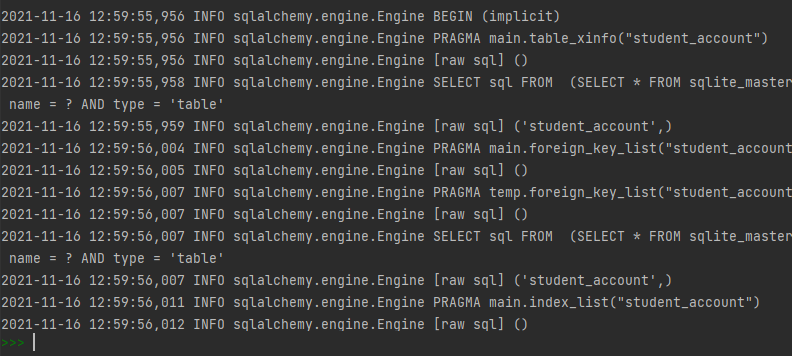 2021-11-16 12:59:55,956 INFO sqlalchemy.engine.Engine BEGIN (implicit)
2021-11-16 12:59:55,956 INFO sqlalchemy.engine.Engine PRAGMA main.table_xinfo("student_account")
2021-11-16 12:59:55,956 INFO sqlalchemy.engine.Engine [raw sql] ()
2021-11-16 12:59:55,958 INFO sqlalchemy.engine.Engine SELECT sql FROM  (SELECT * FROM sqlite_master
 name = ? AND type = 'table'
2021-11-16 12:59:55,959 INFO sqlalchemy.engine.Engine [raw sql] ('student_account',)
2021-11-16 12:59:56,004 INFO sqlalchemy.engine.Engine PRAGMA main.foreign_key_list("student_account
2021-11-16 12:59:56,005 INFO sqlalchemy.engine.Engine [raw sql] ()
2021-11-16 12:59:56,007 INFO sqlalchemy.engine.Engine PRAGMA temp.foreign_key_list("student_account
2021-11-16 12:59:56,007 INFO sqlalchemy.engine.Engine [raw sql] ()
2021-11-16 12:59:56,007 INFO sqlalchemy.engine.Engine SELECT sql FROM  (SELECT * FROM sqlite_master
 name = ? AND type = 'table'
2021-11-16 12:59:56,007 INFO sqlalchemy.engine.Engine [raw sql] ('student_account',)
2021-11-16 12:59:56,011 INFO sqlalchemy.engine.Engine PRAGMA main.index_list("student_account")
2021-11-16 12:59:56,012 INFO sqlalchemy.engine.Engine [raw sql] ()
>>>